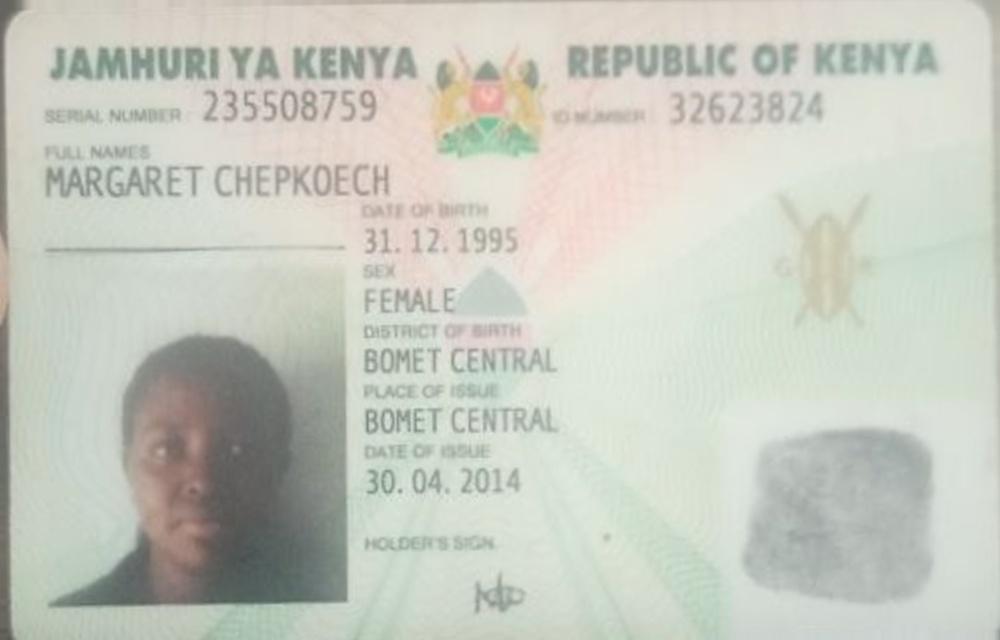 JAMHURI YA KENYA
REPUBLIC OF KENYA
SERIAL NUMBER : 235508759
ID NUMBER : 32623824
FULL NAMES
MARGARET CHEPKOECH
DATE OF BIRTH
31. 12. 1995
SEX
FEMALE
DISTRICT OF BIRTH
BOMET CENTRAL
PLACE OF ISSUE
BOMET CENTRAL
DATE OF ISSUE
30. 04. 2014
HOLDER'S SIGN.